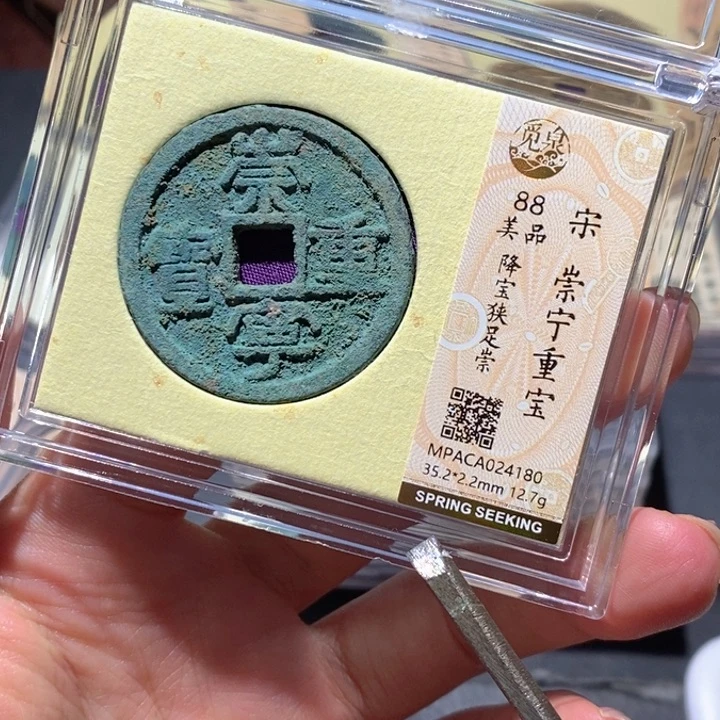 崇
寶 重
寧
觅泉
宋 崇宁重宝
88
美品
降宝狭足崇
MPACA024180
35.2*2.2mm 12.7g
SPRING SEEKING